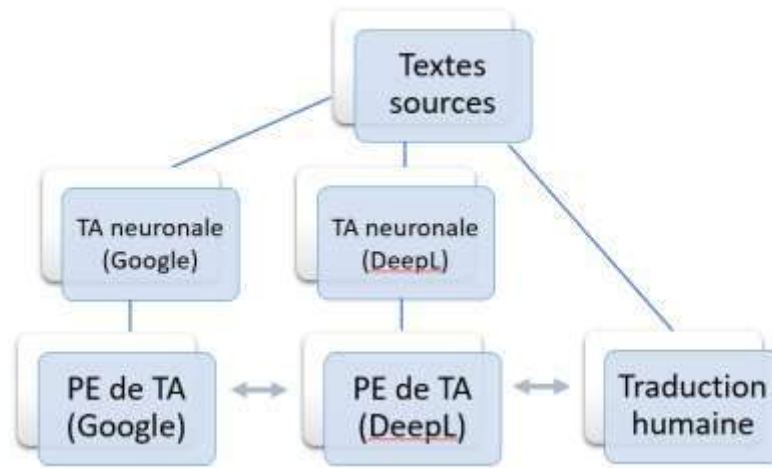 Textes
sources
TA neuronale
(Google)
TA neuronale
(DeepL)
PE de TA
(Google)
PE de TA
(DeepL)
Traduction
humaine